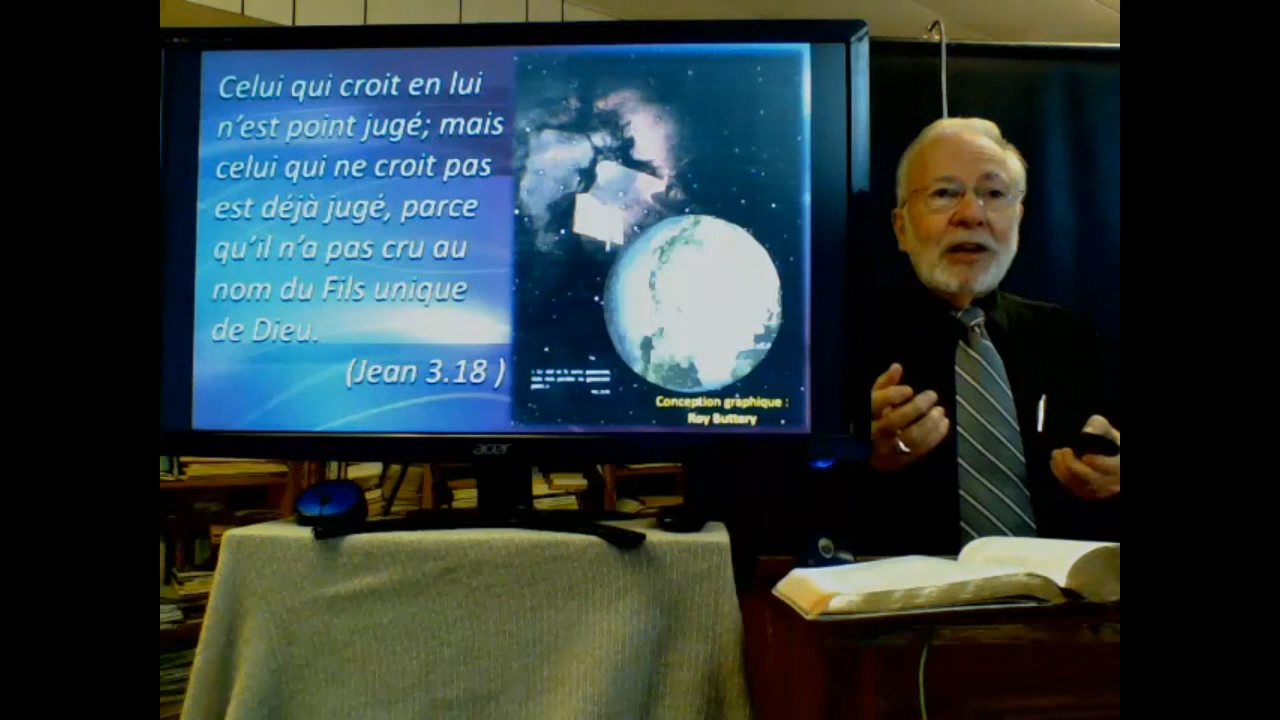 Celui qui croit en lui
n'est point jugé; mais
celui qui ne croit pas
est déjà jugé, parce
qu'il n'a pas cru au
nom du Fils unique
de Dieu.
(Jean 3.18 )
Conception graphique :
Roy Buttery
acer